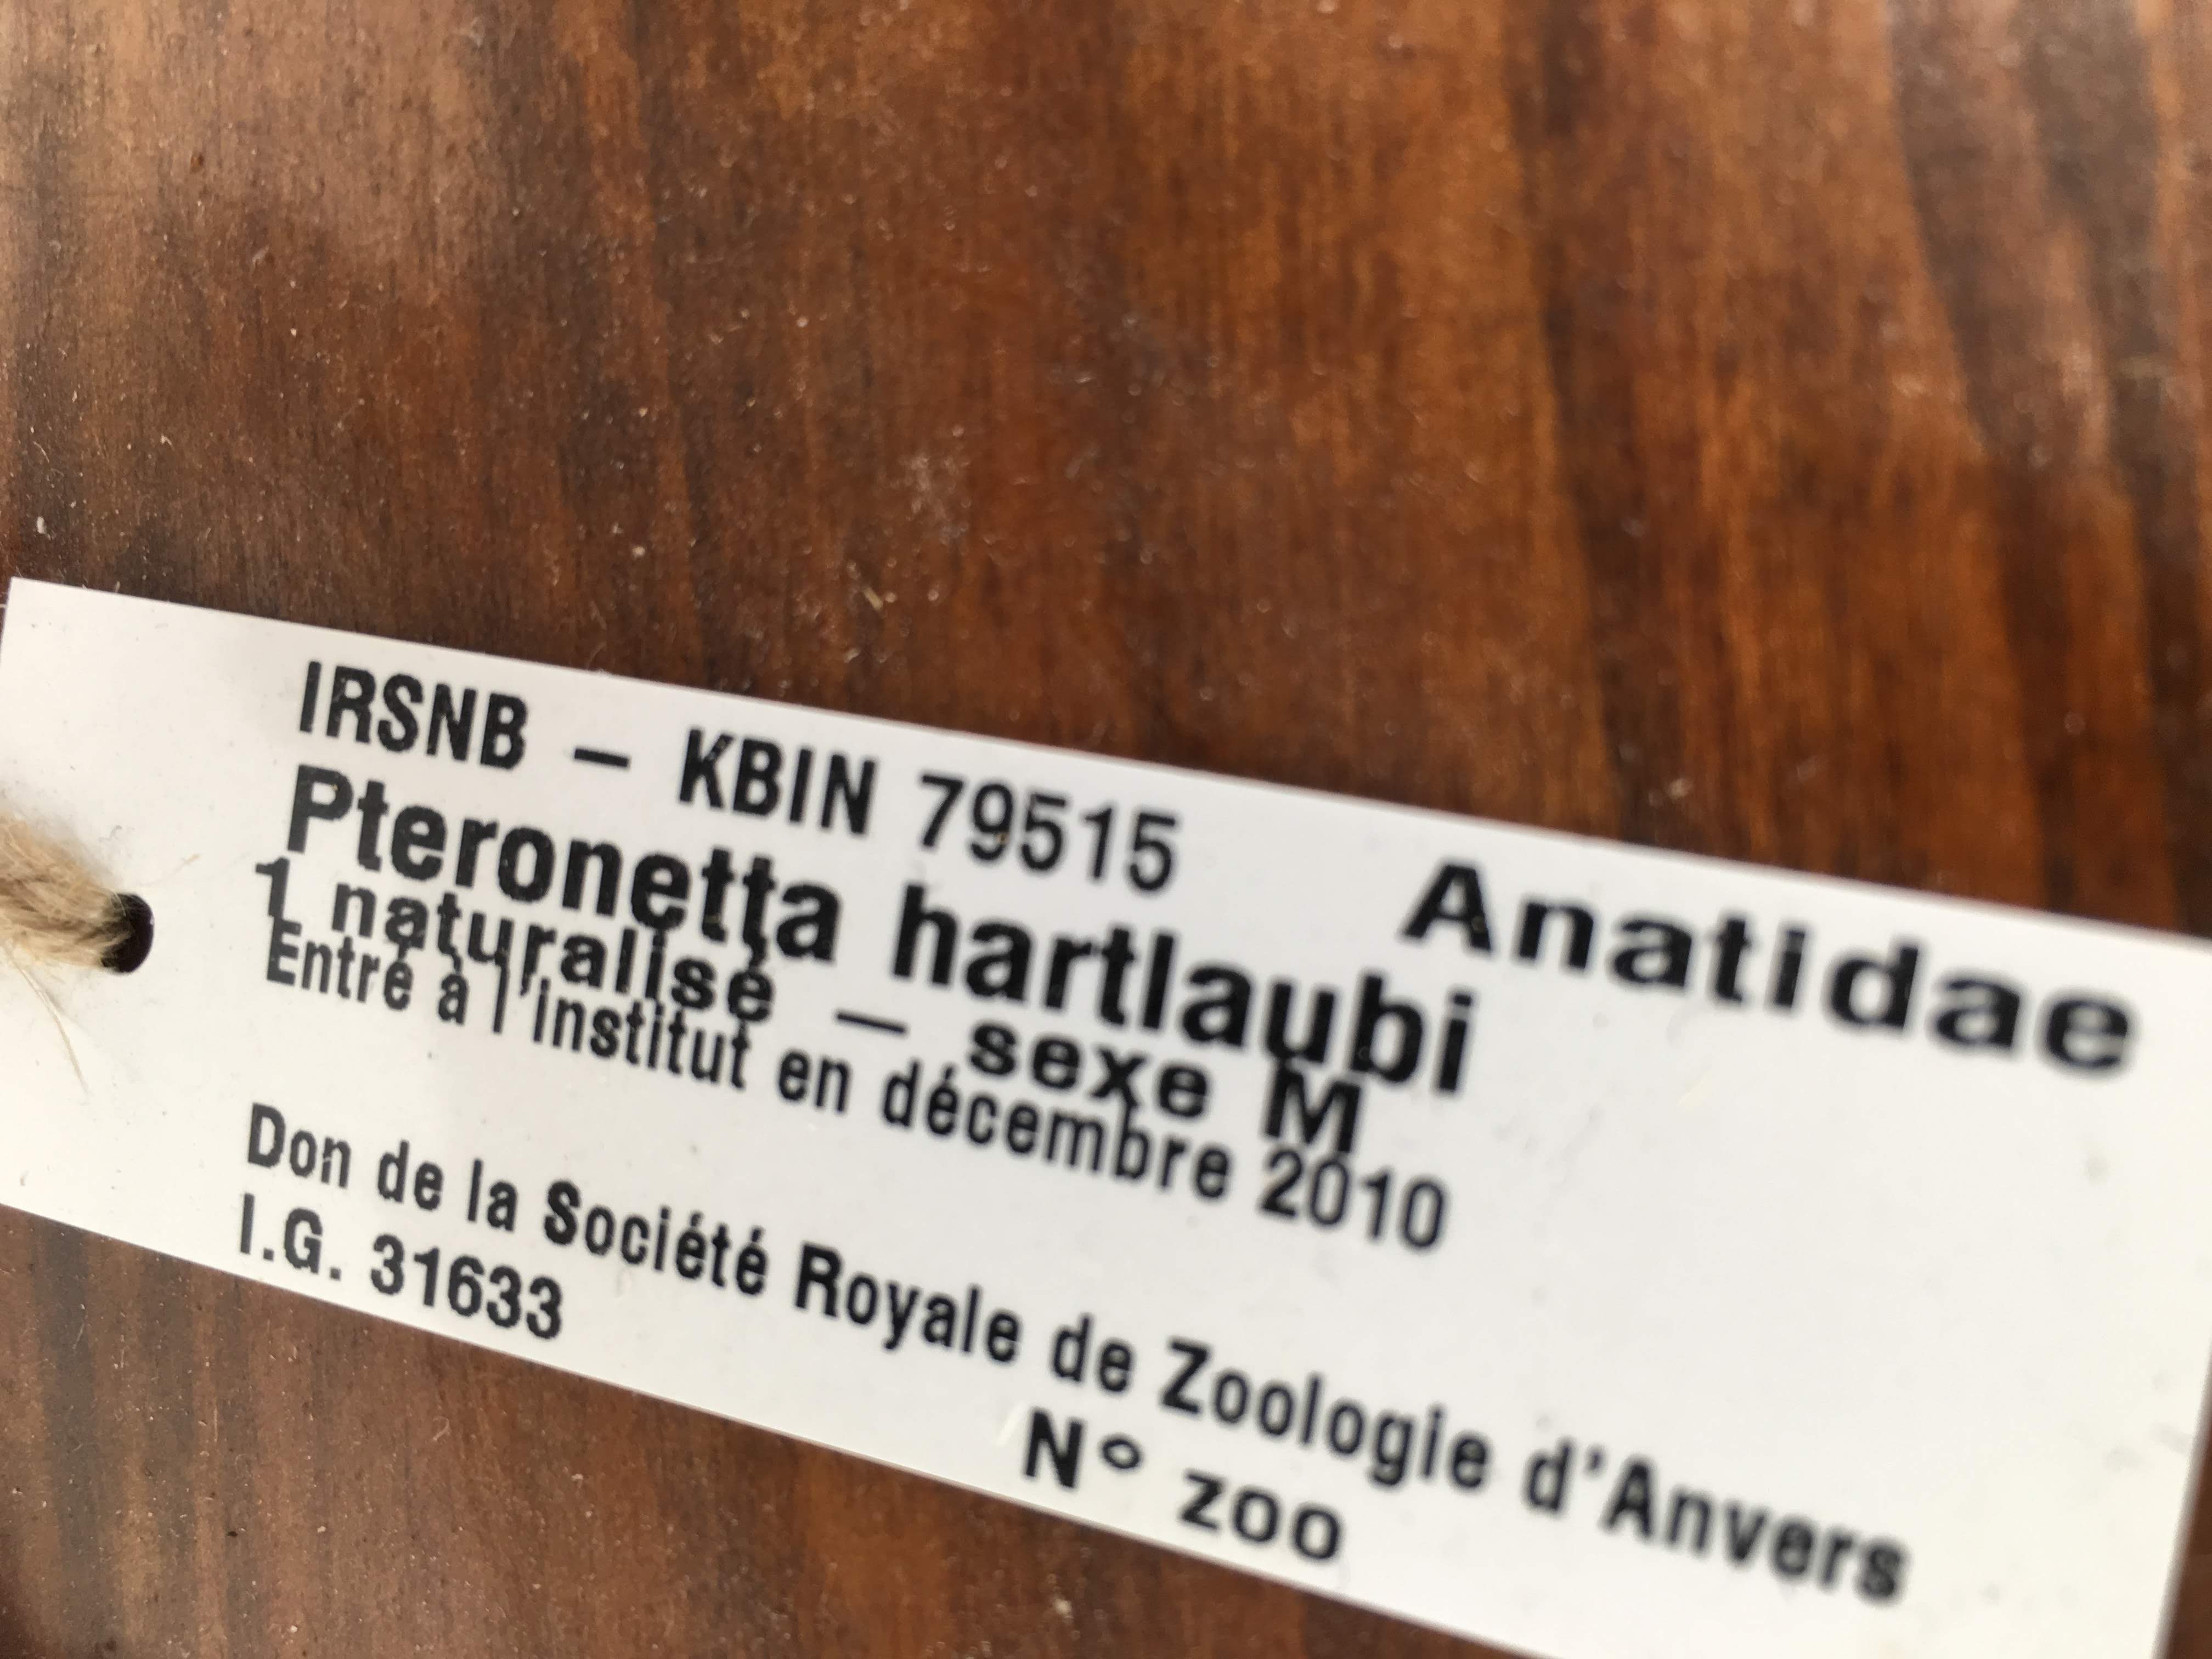 IRSNB – KBIN 79515
Anatidae
Pteronetta hartlaubi
1 naturalisé – sexe M
Entré à l'institut en décembre 2010
Don de la Société Royale de Zoologie d'Anvers
I.G. 31633
N° zoo